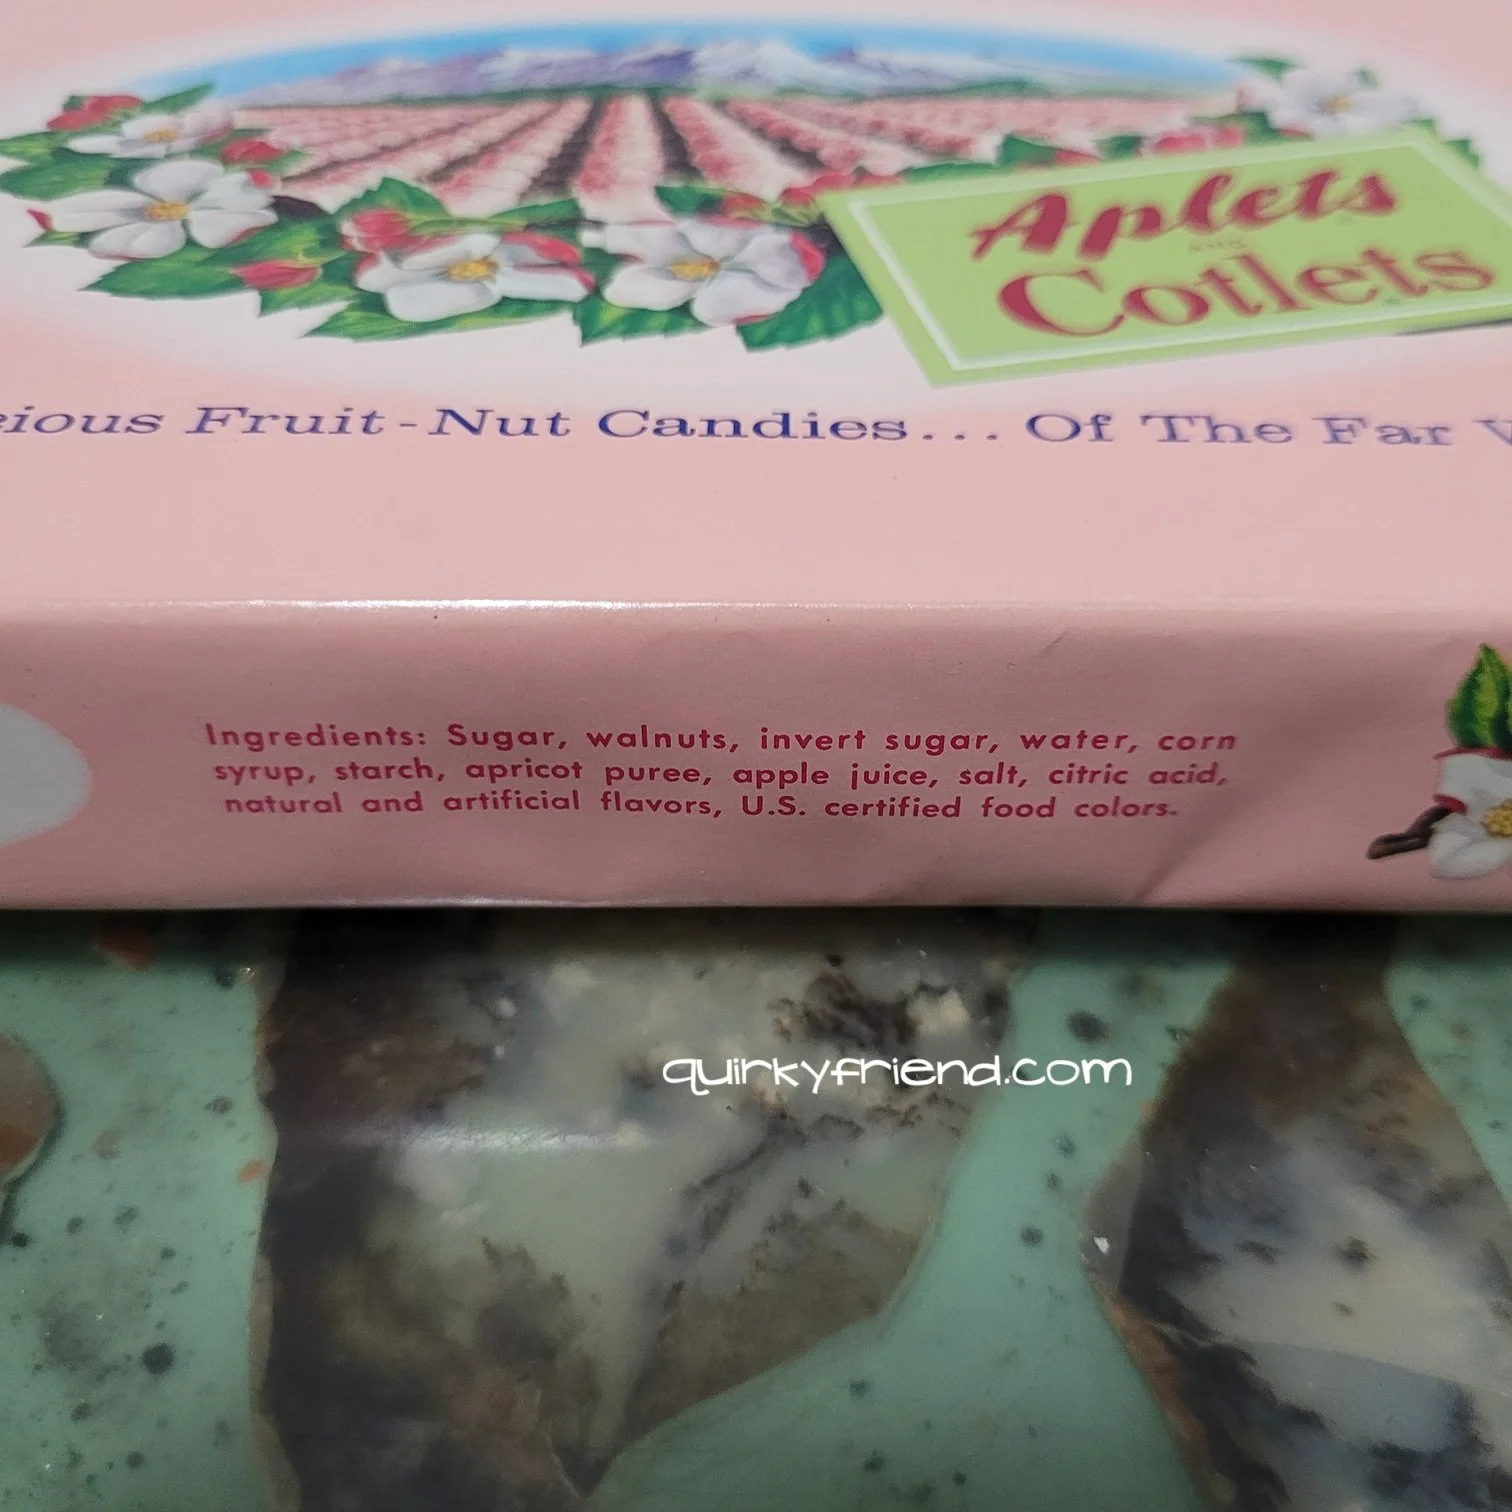 Aplets
AND
Cotlets
Fruit-Nut Candies... Of The Far
Ingredients: Sugar, walnuts, invert sugar, water, corn
syrup, starch, apricot puree, apple juice, salt, citric acid,
natural and artificial flavors, U.S. certified food colors.
quirkyfriend.com